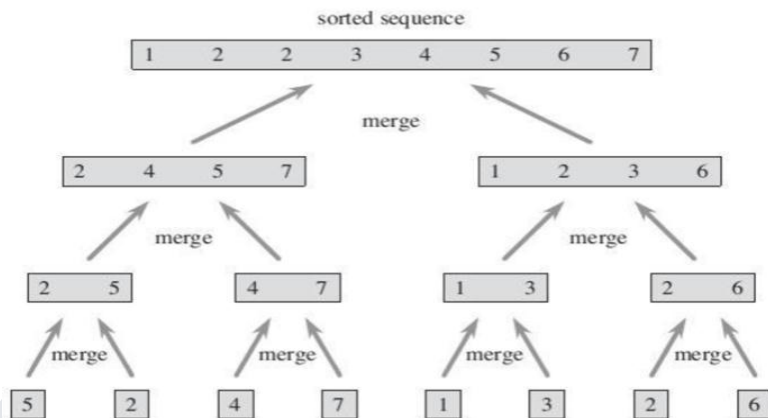 sorted sequence
1 2 2 3 4 5 6 7
merge
2 4 5 7 1 2 3 6
merge merge
2 5 4 7 1 3 2 6
merge merge merge merge
5 2 4 7 1 3 2 6